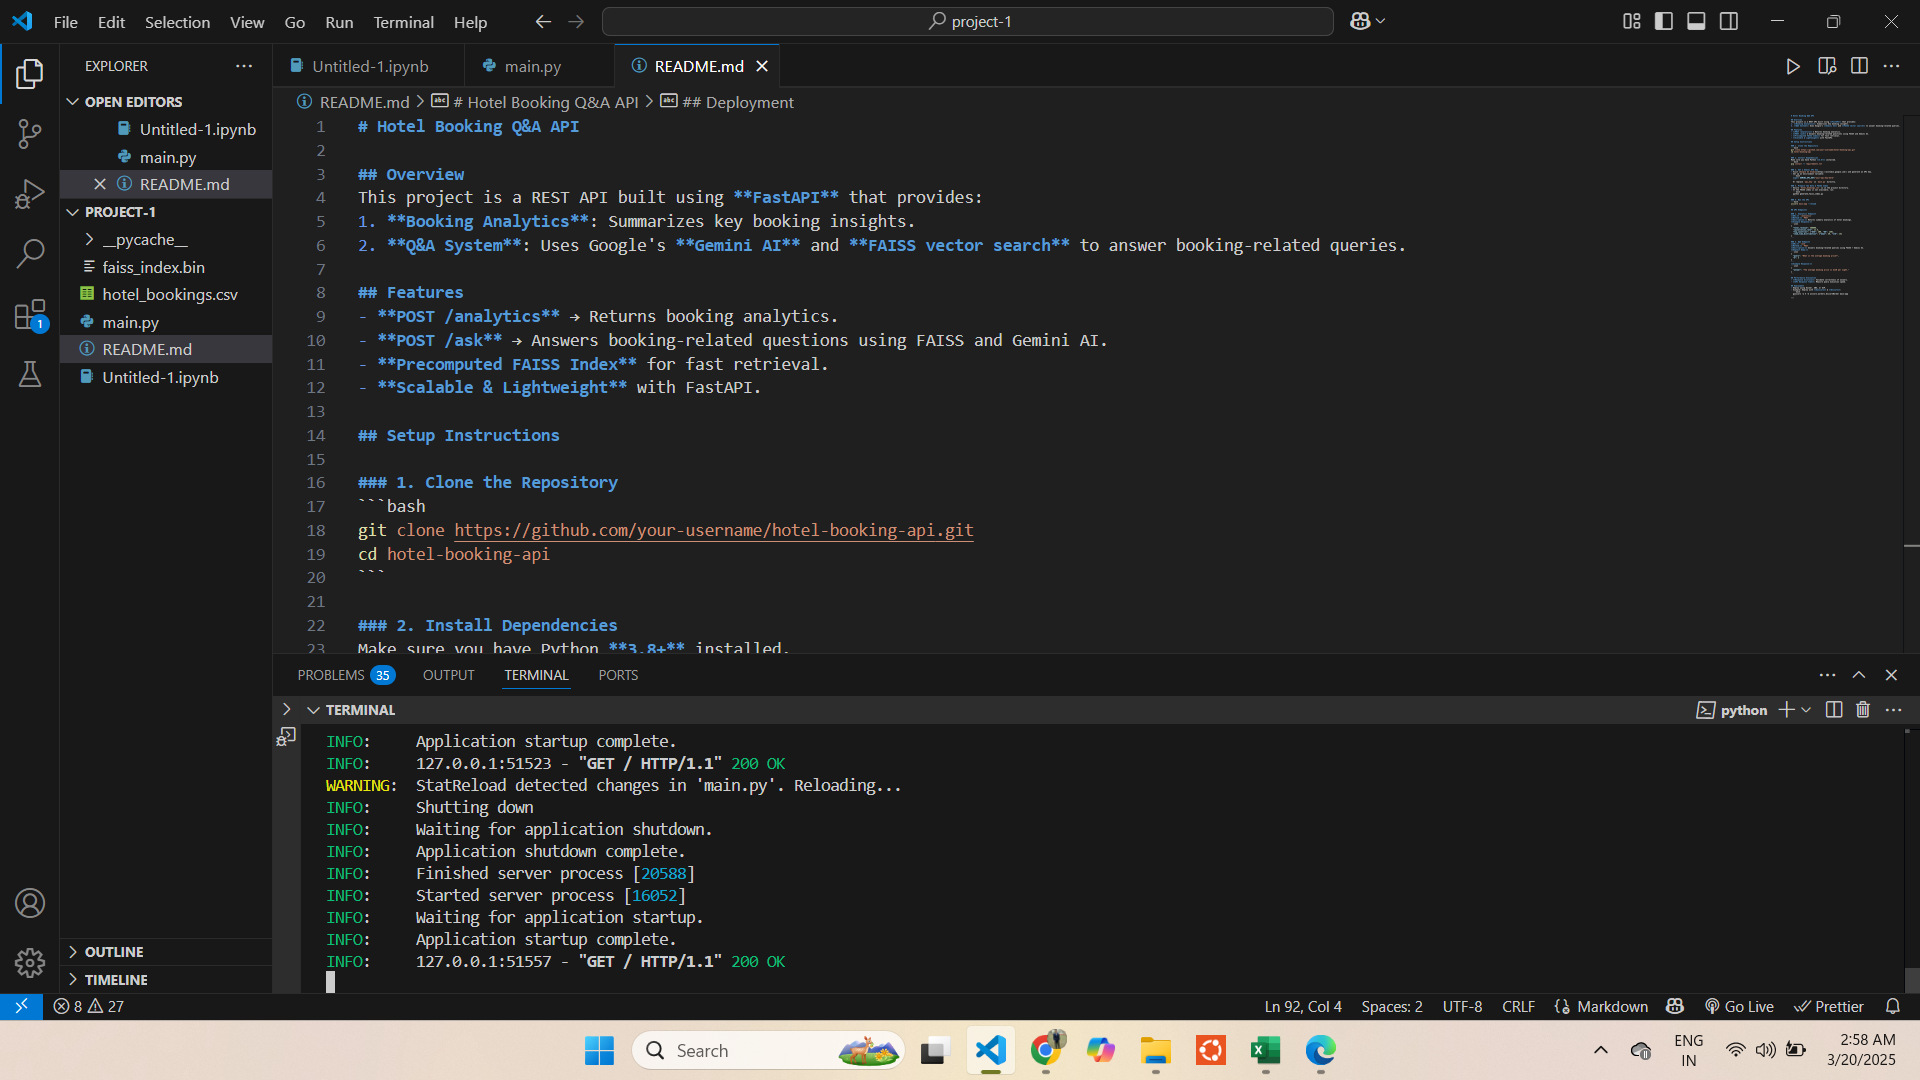 File Edit Selection View Go Run Terminal Help
project-1
EXPLORER
OPEN EDITORS
Untitled-1.ipynb
main.py
README.md
PROJECT-1
__pycache__
faiss_index.bin
hotel_bookings.csv
main.py
README.md
Untitled-1.ipynb
OUTLINE
TIMELINE
1
Untitled-1.ipynb main.py README.md
README.md > # Hotel Booking Q&A API > ## Deployment
1 # Hotel Booking Q&A API
2
3 ## Overview
4 This project is a REST API built using **FastAPI** that provides:
5 1. **Booking Analytics**: Summarizes key booking insights.
6 2. **Q&A System**: Uses Google's **Gemini AI** and **FAISS vector search** to answer booking-related queries.
7
8 ## Features
9 - **POST /analytics** → Returns booking analytics.
10 - **POST /ask** → Answers booking-related questions using FAISS and Gemini AI.
11 - **Precomputed FAISS Index** for fast retrieval.
12 - **Scalable & Lightweight** with FastAPI.
13
14 ## Setup Instructions
15
16 ### 1. Clone the Repository
17 ```bash
18 git clone https://github.com/your-username/hotel-booking-api.git
19 cd hotel-booking-api
20 ```
21
22 ### 2. Install Dependencies
23 Make sure you have Python **3.8+** installed.
PROBLEMS 35 OUTPUT TERMINAL PORTS
TERMINAL
python
INFO: Application startup complete.
INFO: 127.0.0.1:51523 - "GET / HTTP/1.1" 200 OK
WARNING: StatReload detected changes in 'main.py'. Reloading...
INFO: Shutting down
INFO: Waiting for application shutdown.
INFO: Application shutdown complete.
INFO: Finished server process [20588]
INFO: Started server process [16052]
INFO: Waiting for application startup.
INFO: Application startup complete.
INFO: 127.0.0.1:51557 - "GET / HTTP/1.1" 200 OK
8 27
Ln 92, Col 4 Spaces: 2 UTF-8 CRLF {} Markdown Go Live Prettier
Search
ENG
IN
2:58 AM
3/20/2025